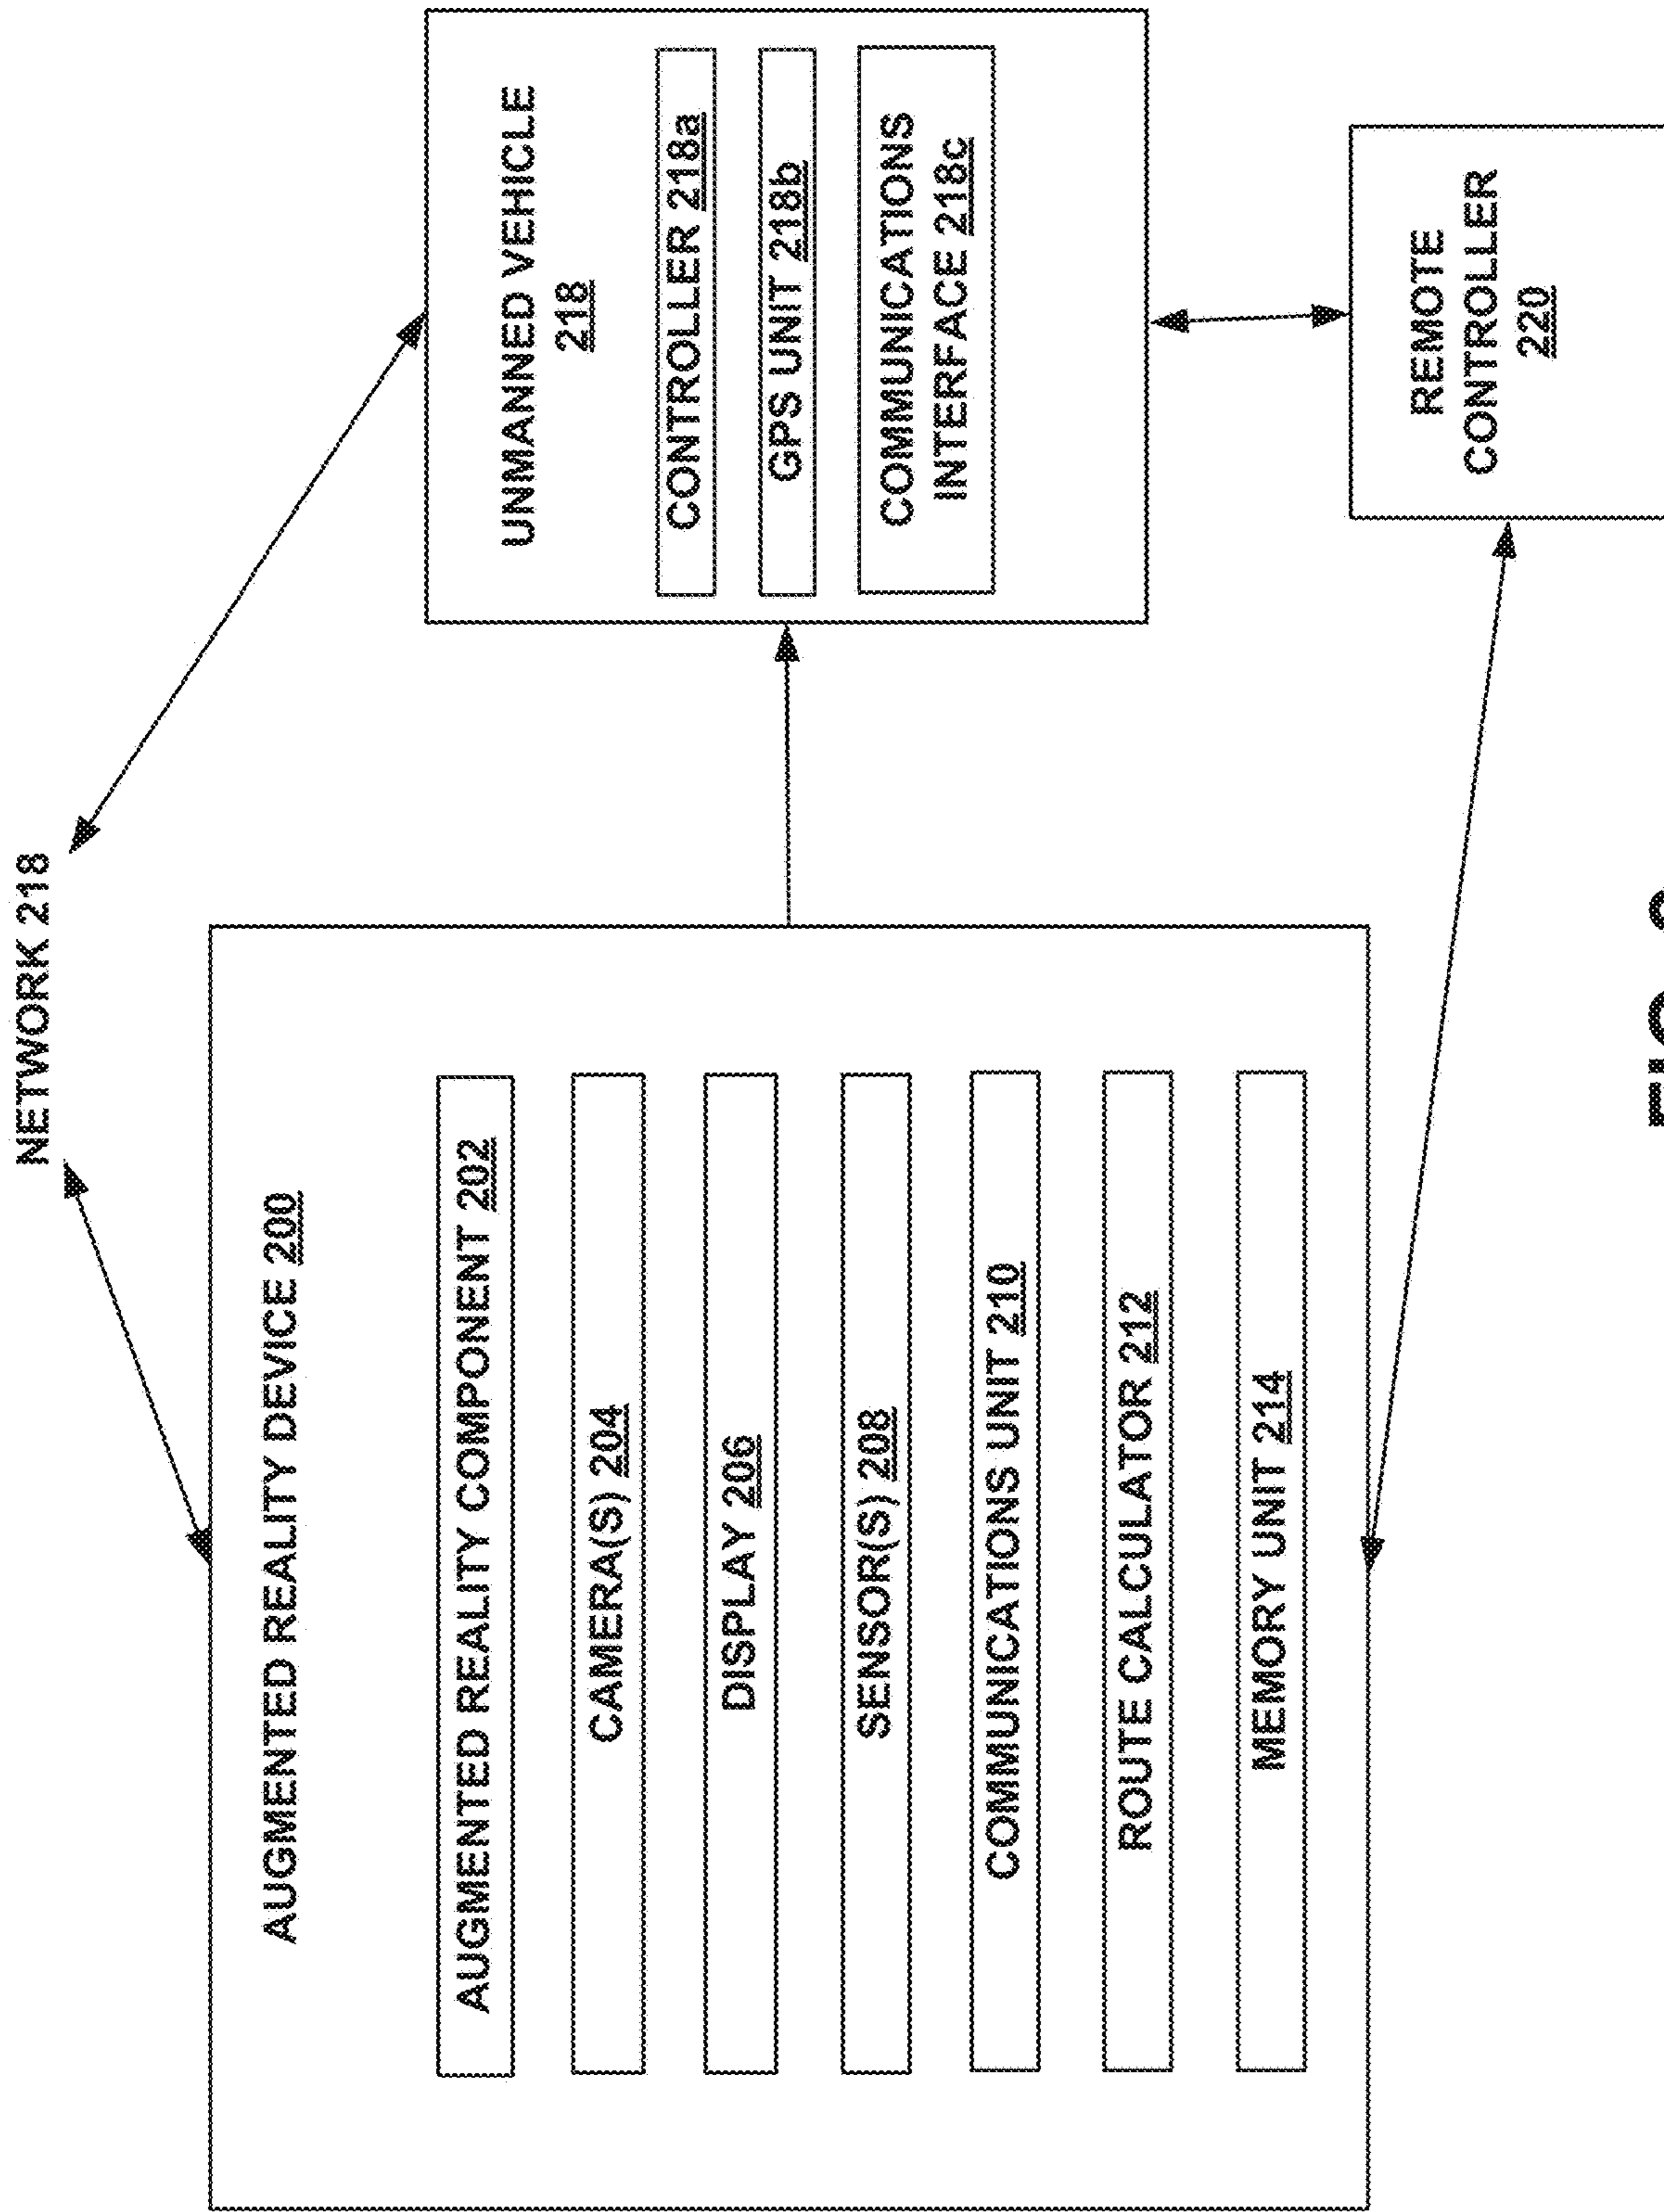 NETWORK 218
AUGMENTED REALITY DEVICE 200
AUGMENTED REALITY COMPONENT 202
CAMERA(S) 204
DISPLAY 206
SENSOR(S) 208
COMMUNICATIONS UNIT 210
ROUTE CALCULATOR 212
MEMORY UNIT 214
UNMANNED VEHICLE
218
CONTROLLER 218a
GPS UNIT 218b
COMMUNICATIONS
INTERFACE 218c
REMOTE
CONTROLLER
220